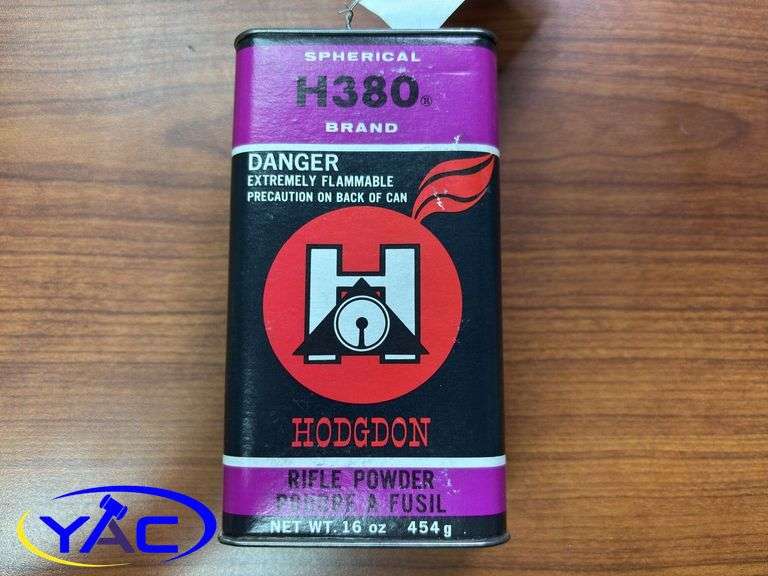 SPHERICAL
H380®
BRAND
DANGER
EXTREMELY FLAMMABLE
PRECAUTION ON BACK OF CAN
H
HODGDON
RIFLE POWDER
POUDRE A FUSIL
NET WT. 16 oz 454 g
YAC